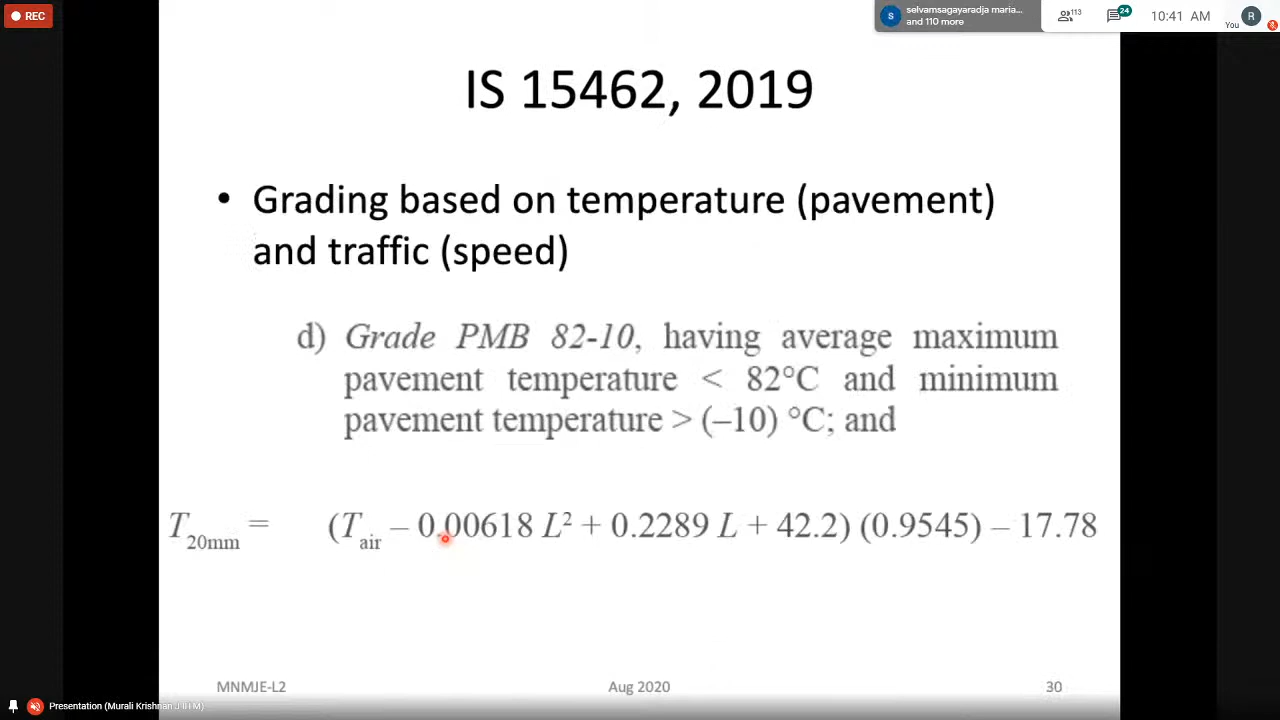 REC
selvamsagayaradja maria...
and 110 more
S
113
24
10:41 AM
You
R
IS 15462, 2019
• Grading based on temperature (pavement)
and traffic (speed)
d) Grade PMB 82-10, having average maximum
pavement temperature < 82°C and minimum
pavement temperature > (–10) °C; and
T20mm = (Tair – 0.00618 L² + 0.2289 L + 42.2) (0.9545) – 17.78
MNMJE-L2
Aug 2020
30
Presentation (Murali Krishnan J IITM)